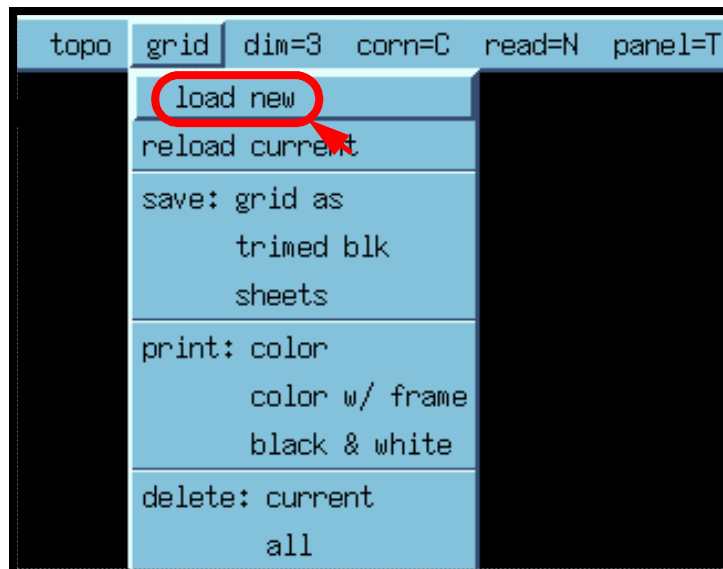 topo grid dim=3 corn=C read=N panel=T
load new
reload current
save: grid as
trimed blk
sheets
print: color
color w/ frame
black & white
delete: current
all